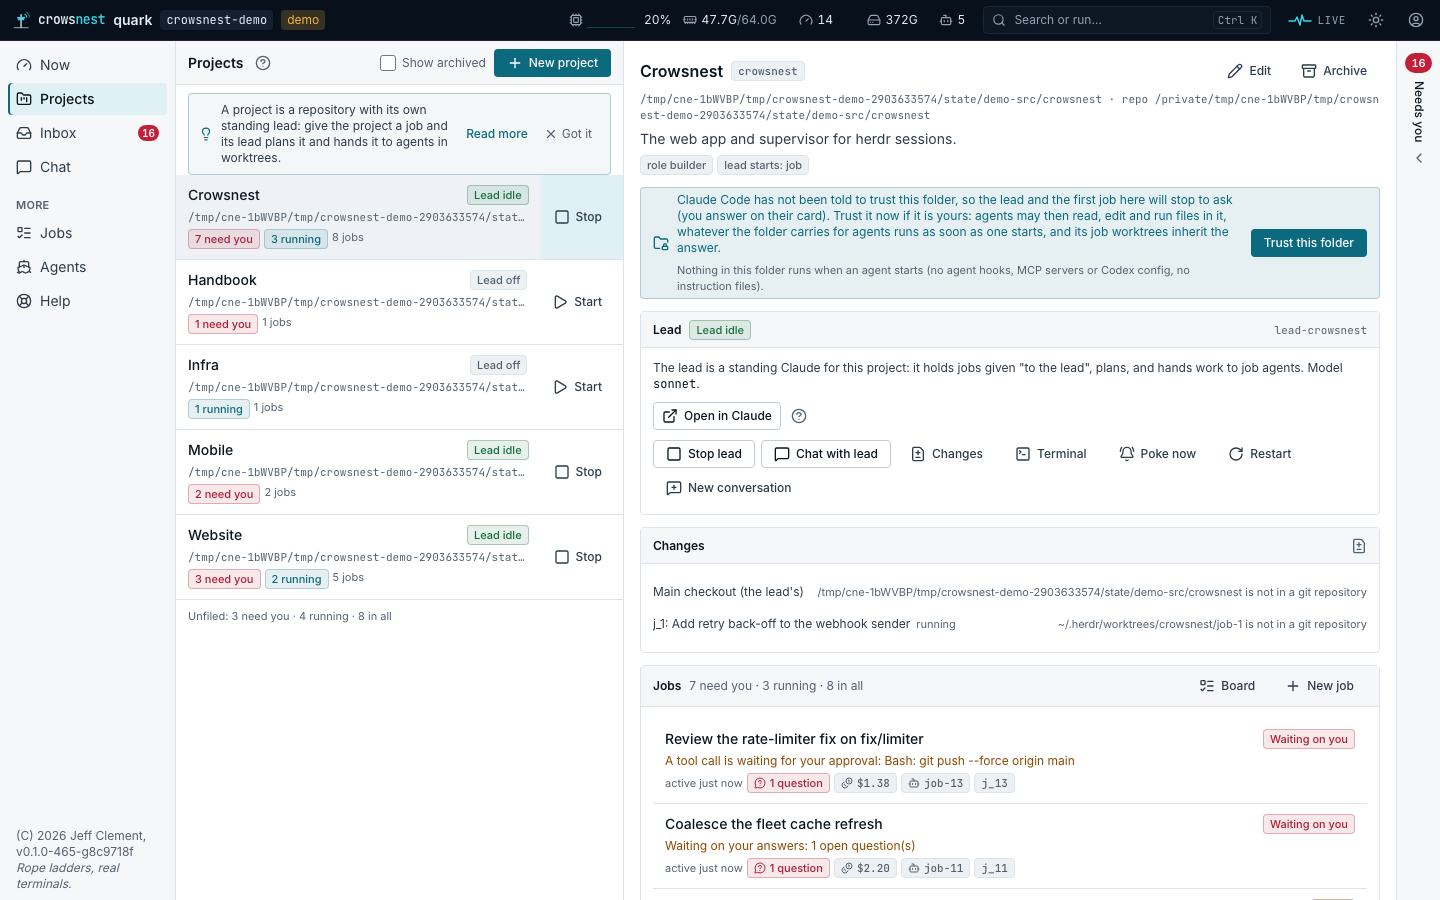 crowsnest quark crowsnest-demo demo 20% 47.7G/64.0G 14 372G 5 Search or run... Ctrl K LIVE
Now
Projects
Inbox 16
Chat
MORE
Jobs
Agents
Help
(C) 2026 Jeff Clement,
v0.1.0-465-g8c9718f
Rope ladders, real
terminals.
Projects Show archived New project
A project is a repository with its own
standing lead: give the project a job and
its lead plans it and hands it to agents in
worktrees.
Read more Got it
Crowsnest Lead idle
/tmp/cne-1bWVBP/tmp/crowsnest-demo-2903633574/stat…
7 need you 3 running 8 jobs
Stop
Handbook Lead off
/tmp/cne-1bWVBP/tmp/crowsnest-demo-2903633574/stat…
1 need you 1 jobs
Start
Infra Lead off
/tmp/cne-1bWVBP/tmp/crowsnest-demo-2903633574/stat…
1 running 1 jobs
Start
Mobile Lead idle
/tmp/cne-1bWVBP/tmp/crowsnest-demo-2903633574/stat…
2 need you 2 jobs
Stop
Website Lead idle
/tmp/cne-1bWVBP/tmp/crowsnest-demo-2903633574/stat…
3 need you 2 running 5 jobs
Stop
Unfiled: 3 need you · 4 running · 8 in all
Crowsnest crowsnest Edit Archive
/tmp/cne-1bWVBP/tmp/crowsnest-demo-2903633574/state/demo-src/crowsnest · repo /private/tmp/cne-1bWVBP/tmp/crowsn
est-demo-2903633574/state/demo-src/crowsnest
The web app and supervisor for herdr sessions.
role builder lead starts: job
Claude Code has not been told to trust this folder, so the lead and the first job here will stop to ask
(you answer on their card). Trust it now if it is yours: agents may then read, edit and run files in it,
whatever the folder carries for agents runs as soon as one starts, and its job worktrees inherit the
answer.
Nothing in this folder runs when an agent starts (no agent hooks, MCP servers or Codex config, no
instruction files).
Trust this folder
Lead Lead idle lead-crowsnest
The lead is a standing Claude for this project: it holds jobs given "to the lead", plans, and hands work to job agents. Model
sonnet.
Open in Claude
Stop lead Chat with lead Changes Terminal Poke now Restart
New conversation
Changes
Main checkout (the lead's) /tmp/cne-1bWVBP/tmp/crowsnest-demo-2903633574/state/demo-src/crowsnest is not in a git repository
j_1: Add retry back-off to the webhook sender running ~/.herdr/worktrees/crowsnest/job-1 is not in a git repository
Jobs 7 need you · 3 running · 8 in all Board New job
Review the rate-limiter fix on fix/limiter Waiting on you
A tool call is waiting for your approval: Bash: git push --force origin main
active just now 1 question $1.38 job-13 j_13
Coalesce the fleet cache refresh Waiting on you
Waiting on your answers: 1 open question(s)
active just now 1 question $2.20 job-11 j_11
16
Needs you